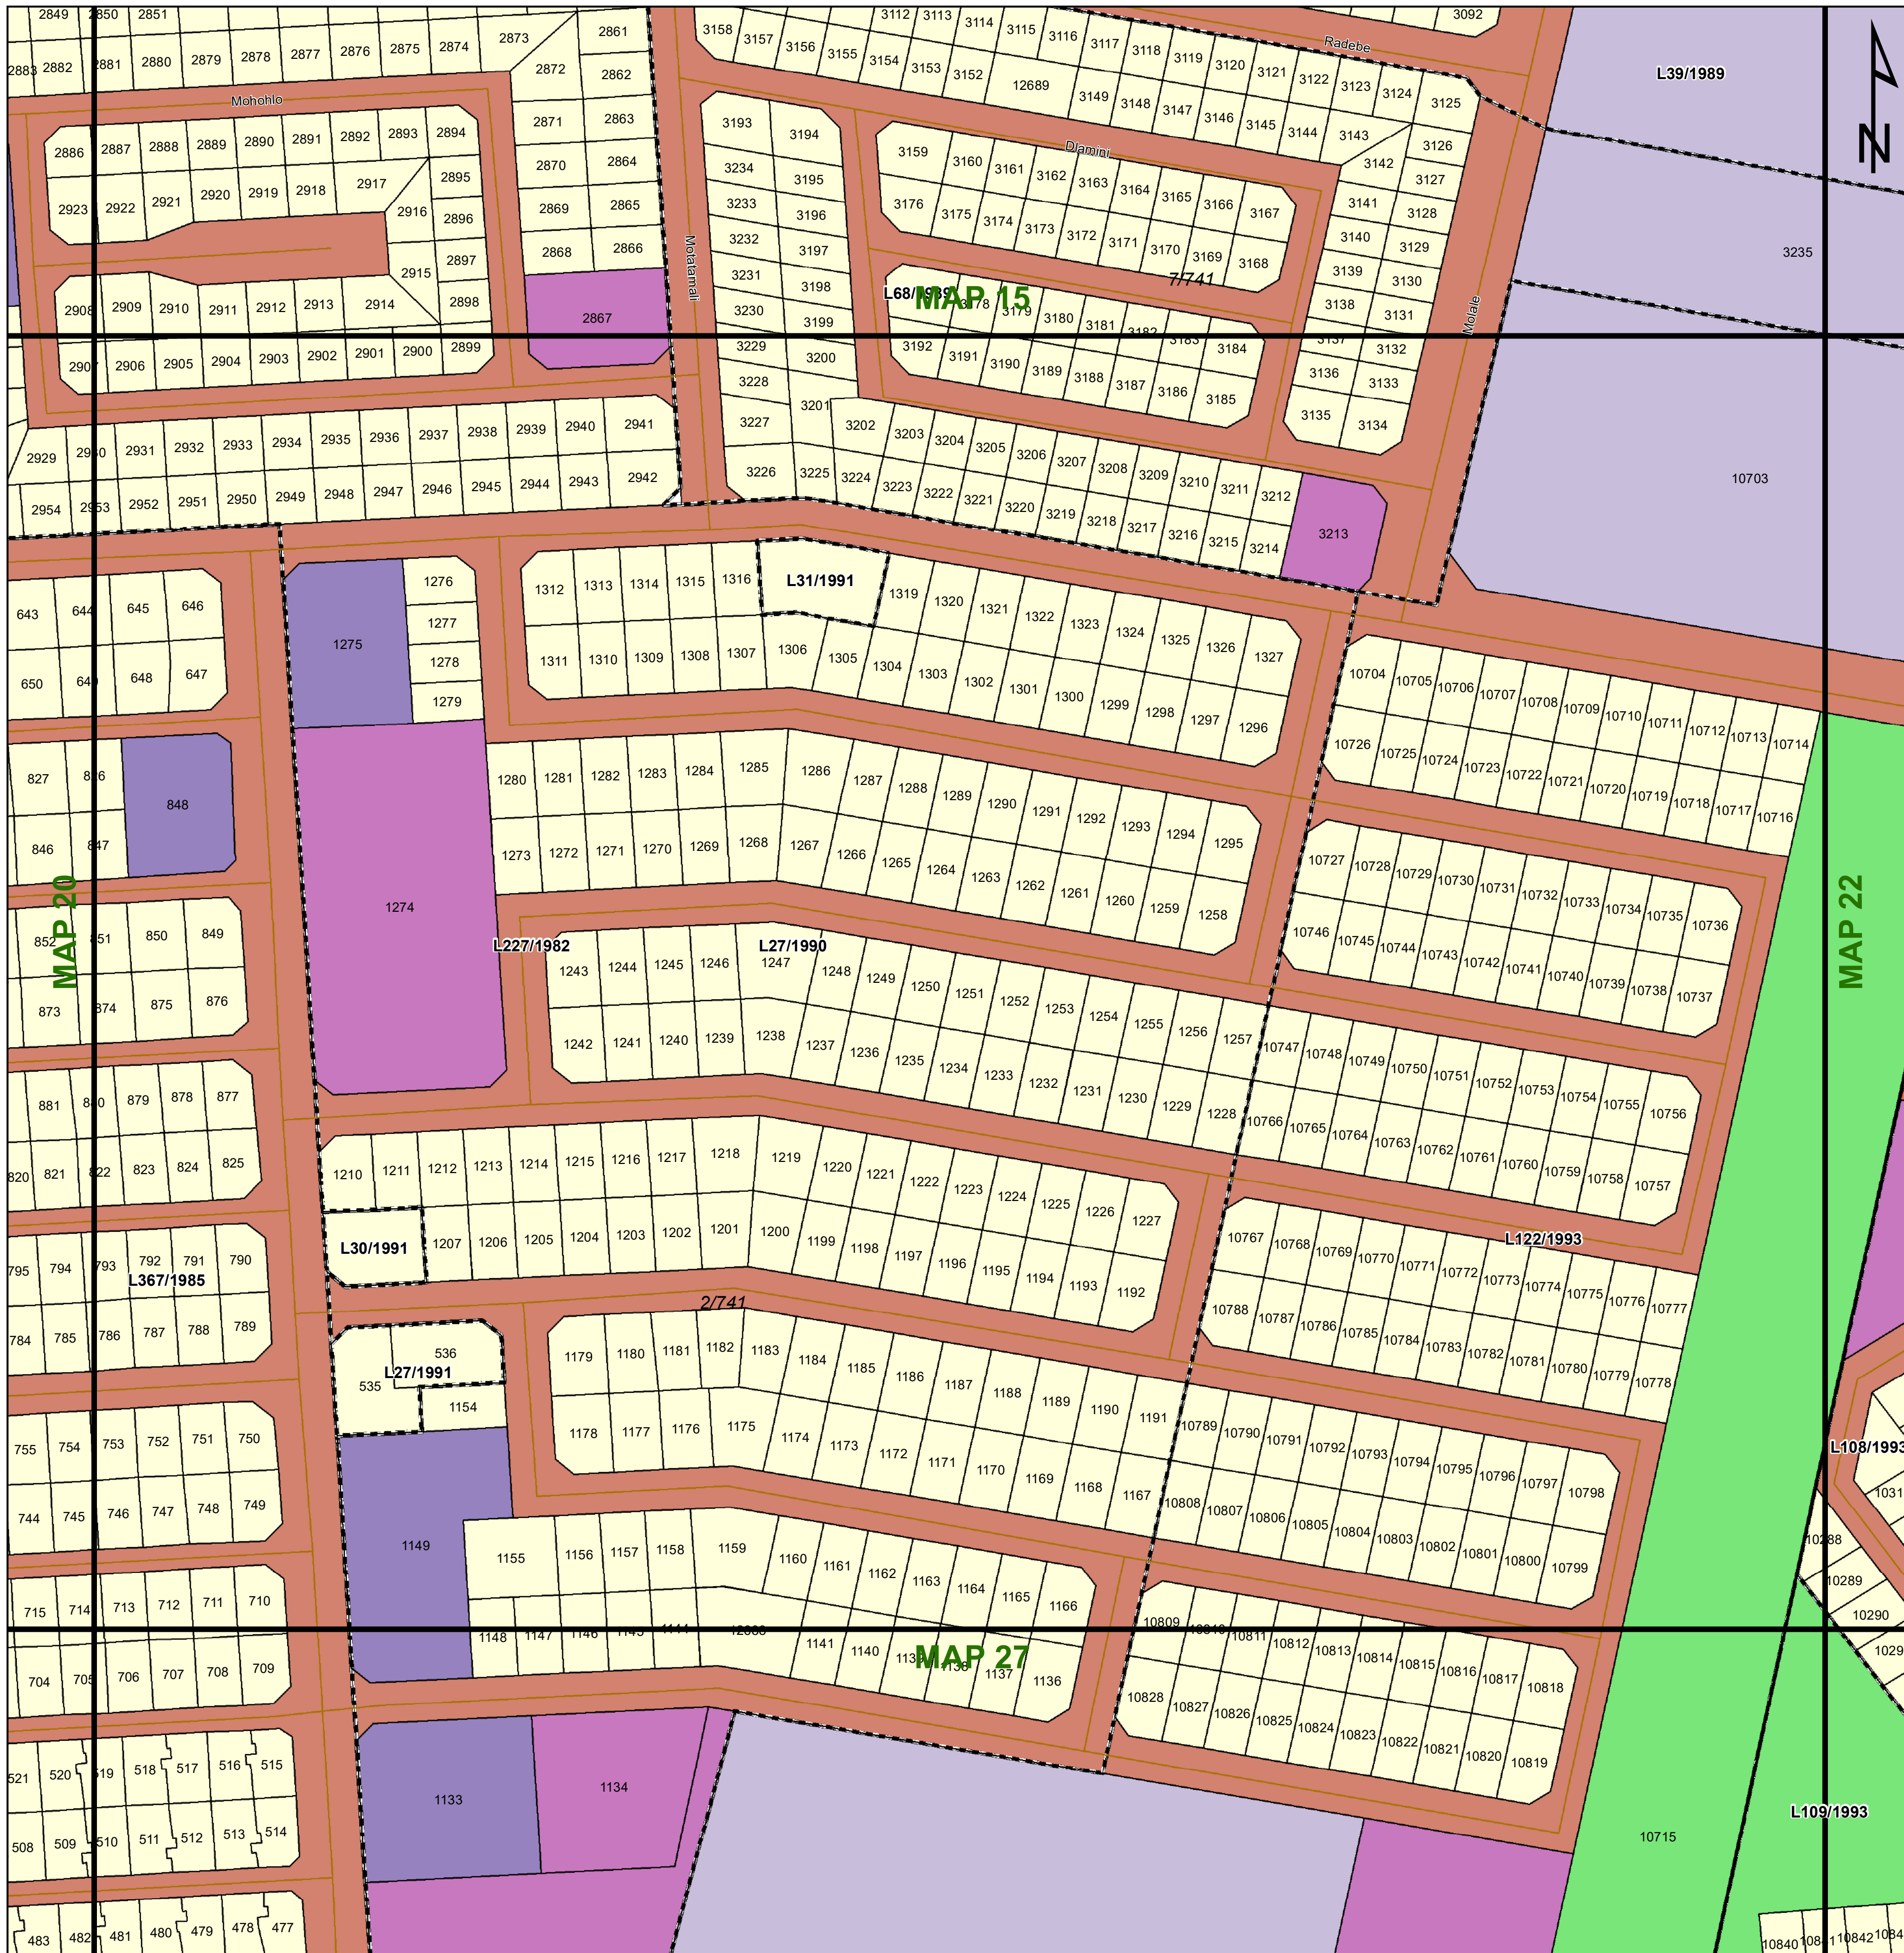 2849 2850 2851 2861 3158 3157 3156 3155 3154 3153 3152 3112 3113 3114 3115 3116 3117 3118 3119 3120 3121 3122 3123 3124 3125 Radebe 3092
2883 2882 2881 2880 2879 2878 2877 2876 2875 2874 2873 2872 2862 12689 3149 3148 3147 3146 3145 3144 3143 L39/1989
Mohohlo
2871 2863 3193 3194 3159 3160 3161 3162 3163 3164 3165 3166 3167 Dlamini 3142 3126
2886 2887 2888 2889 2890 2891 2892 2893 2894 2870 2864 3234 3195 3127
N
2923 2922 2921 2920 2919 2918 2917 2895 2869 2865 3233 3196 3176 3175 3174 3173 3172 3171 3170 3169 3168 3141 3128
2916 2896 2868 2866 3232 3197 3140 3129
Motatamali
2915 2897 3231 3198 7/741 3139 3130 3235
2908 2909 2910 2911 2912 2913 2914 2898 2867 3230 3199 MAP 15 3178 3179 3180 3181 3138 3131 Molale
2906 2905 2904 2903 2902 2901 2900 2899 3229 3200 3192 3191 3190 3189 3188 3187 3186 3185 3183 3184 3137 3132
3228 3136 3133
2929 2931 2932 2933 2934 2935 2936 2937 2938 2939 2940 2941 3227 3201 3202 3203 3204 3205 3206 3207 3208 3209 3210 3211 3212 3135 3134
10703
2954 2953 2952 2951 2950 2949 2948 2947 2946 2945 2944 2943 2942 3226 3225 3224 3223 3222 3221 3220 3219 3218 3217 3216 3215 3214 3213
643 644 645 646 1275 1276 1312 1313 1314 1315 1316 L31/1991 1319 1320 1321 1322 1323 1324 1325 1326 1327
1277
1278
650 648 647 1279 1311 1310 1309 1308 1307 1306 1305 1304 1303 1302 1301 1300 1299 1298 1297 1296
10704 10705 10706 10707 10708 10709 10710 10711 10712 10713 10714
10726 10725 10724 10723 10722 10721 10720 10719 10718 10717 10716
827 826 848 1280 1281 1282 1283 1284 1285 1286 1287 1288 1289 1290 1291 1292 1293 1294 1295
846 847 1273 1272 1271 1270 1269 1268 1267 1266 1265 1264 1263 1262 1261 1260 1259 1258
10727 10728 10729 10730 10731 10732 10733 10734 10735 10736
MAP 20 1274 MAP 22
10746 10745 10744 10743 10742 10741 10740 10739 10738 10737
852 851 850 849 L227/1982 L27/1990
1243 1244 1245 1246 1247 1248 1249 1250 1251 1252 1253 1254 1255 1256 1257
873 874 875 876 1242 1241 1240 1239 1238 1237 1236 1235 1234 1233 1232 1231 1230 1229 1228
10747 10748 10749 10750 10751 10752 10753 10754 10755 10756
10766 10765 10764 10763 10762 10761 10760 10759 10758 10757
881 880 879 878 877
820 821 822 823 824 825 1210 1211 1212 1213 1214 1215 1216 1217 1218 1219 1220 1221 1222 1223 1224 1225 1226 1227
L30/1991 1207 1206 1205 1204 1203 1202 1201 1200 1199 1198 1197 1196 1195 1194 1193 1192
L122/1993
10767 10768 10769 10770 10771 10772 10773 10774 10775 10776 10777
10788 10787 10786 10785 10784 10783 10782 10781 10780 10779 10778
795 794 793 792 791 790
L367/1985
784 785 786 787 788 789
2/741
535 536 L27/1991 1154
1179 1180 1181 1182 1183 1184 1185 1186 1187 1188 1189 1190 1191
1178 1177 1176 1175 1174 1173 1172 1171 1170 1169 1168 1167
10789 10790 10791 10792 10793 10794 10795 10796 10797 10798
10808 10807 10806 10805 10804 10803 10802 10801 10800 10799
L108/1993
755 754 753 752 751 750
744 745 746 747 748 749
1149 1155 1156 1157 1158 1159 1160 1161 1162 1163 1164 1165 1166
10288
10289
10290
715 714 713 712 711 710
1148 1147 1146 1141 1140 1137 1136
MAP 27
704 705 706 707 708 709
10809 10811 10812 10813 10814 10815 10816 10817 10818
10828 10827 10826 10825 10824 10823 10822 10821 10820 10819
521 520 519 518 517 516 515
1133 1134
508 509 510 511 512 513 514
L109/1993
10715
483 482 481 480 479 478 477
10840 10841 10842